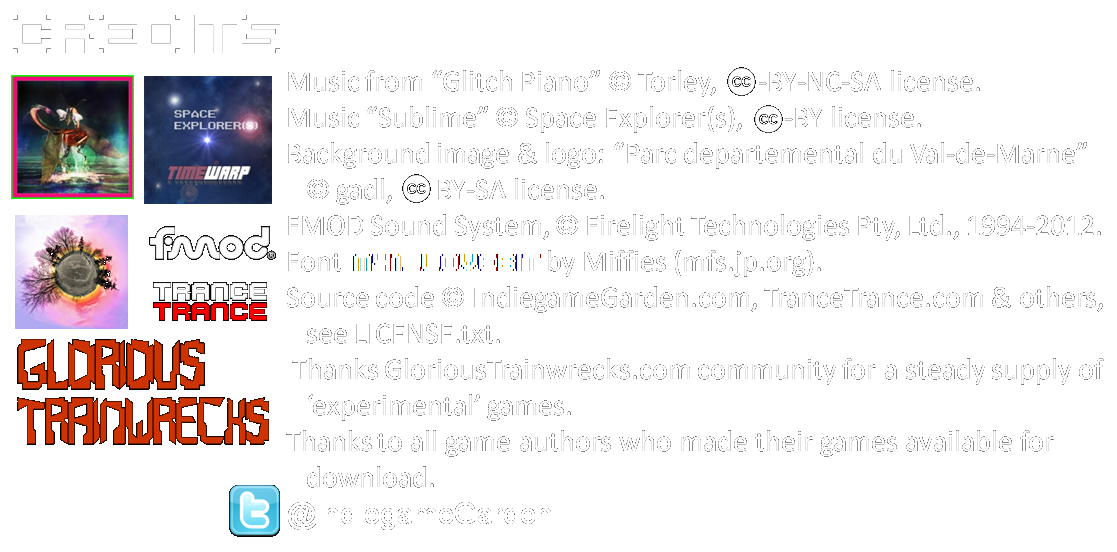 CREDITS
Music from “Glitch Piano” © Torley, cc-BY-NC-SA license.
SPACE EXPLORER(S)
TIMEWARP
Music “Sublime” © Space Explorer(s), cc-BY license.
Background image & logo: “Parc departemental du Val-de-Marne”
© gadl, cc BY-SA license.
fmod®
FMOD Sound System, © Firelight Technologies Pty, Ltd., 1994-2012.
Font by Miffies (mfs.jp.org).
TRANCE
TRANCE
Source code © IndiegameGarden.com, TranceTrance.com & others,
see LICENSE.txt.
GLORIOUS
TRAINWRECKS
Thanks GloriousTrainwrecks.com community for a steady supply of
‘experimental’ games.
Thanks to all game authors who made their games available for
download.
t @IndiegameGarden